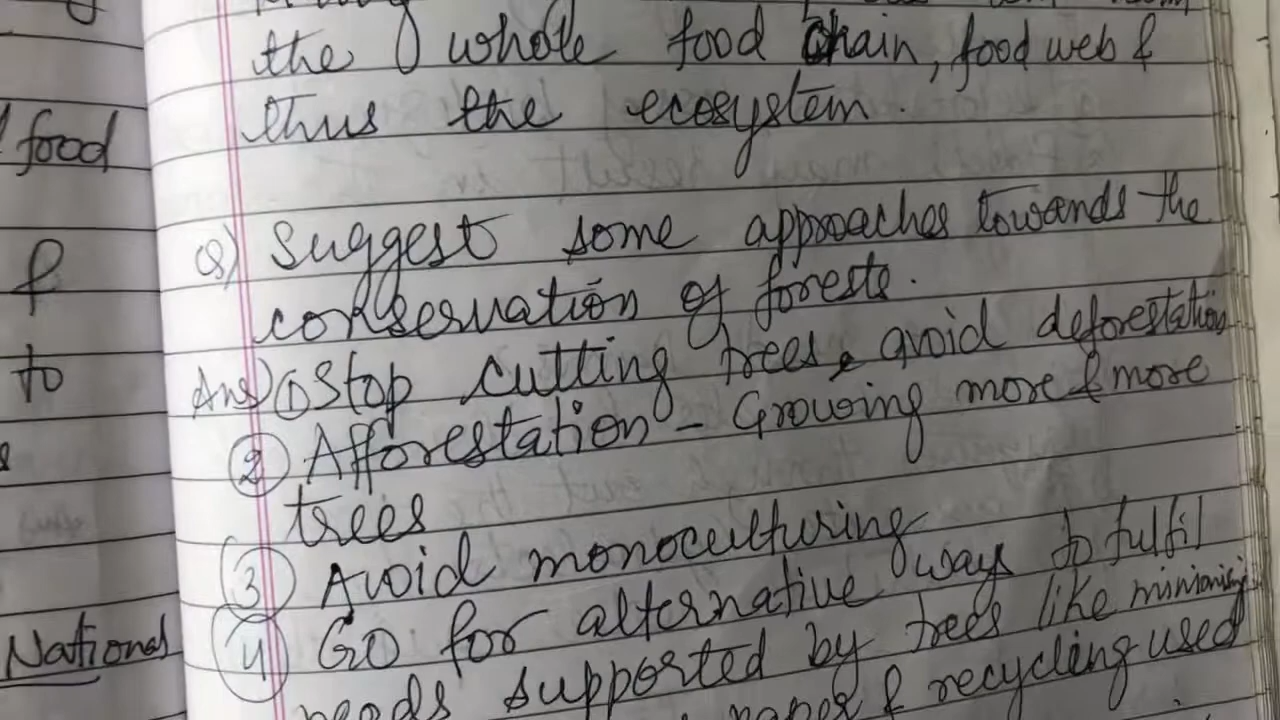 food
&
to
National
the whole food chain, food web &
thus the ecosystem.
Q) Suggest some approaches towards the
conservation of forests.
Ans) ① Stop cutting trees, avoid deforestation
② Afforestation - Growing more & more
trees
③ Avoid monoculturing
④ Go for alternative ways to fulfil
needs supported by trees like minimising
paper & recycling used